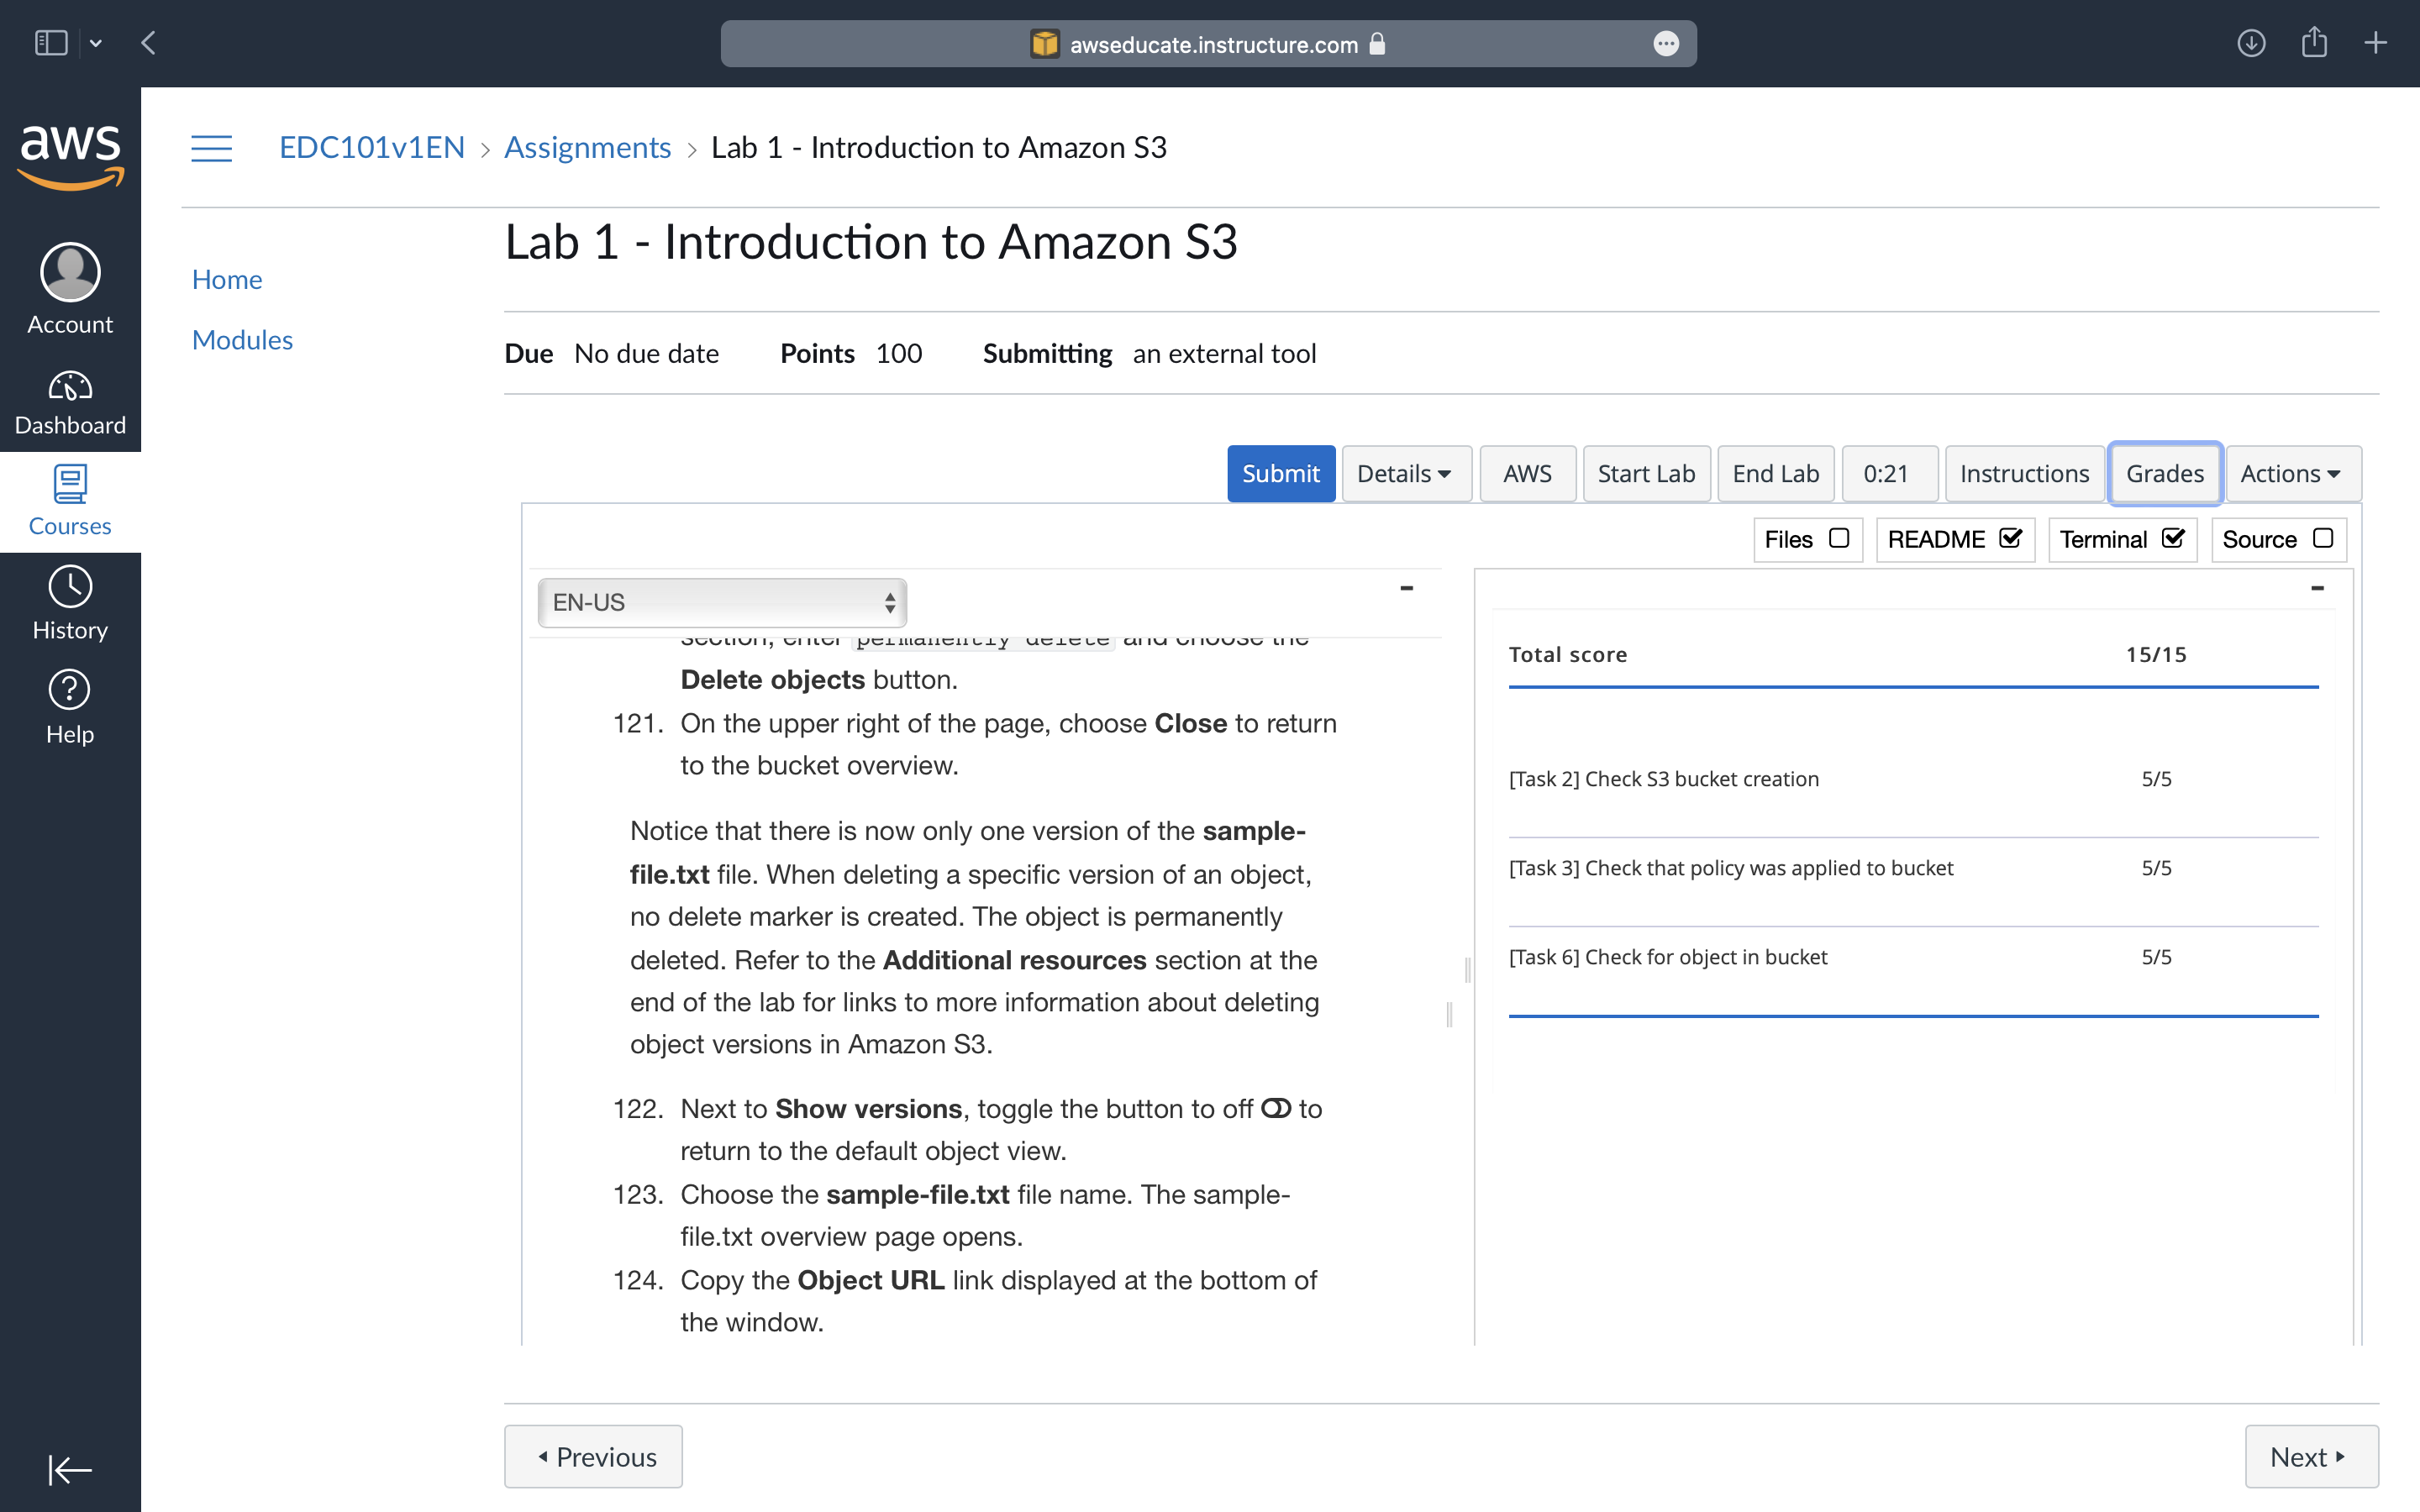 awseducate.instructure.com
aws
EDC101v1EN > Assignments > Lab 1 - Introduction to Amazon S3
Account
Dashboard
Courses
History
Help
Home
Modules
Lab 1 - Introduction to Amazon S3
Due No due date Points 100 Submitting an external tool
Submit Details AWS Start Lab End Lab 0:21 Instructions Grades Actions
Files README Terminal Source
EN-US
section, enter permanently delete and choose the
Delete objects button.
121. On the upper right of the page, choose Close to return
to the bucket overview.
Notice that there is now only one version of the sample-
file.txt file. When deleting a specific version of an object,
no delete marker is created. The object is permanently
deleted. Refer to the Additional resources section at the
end of the lab for links to more information about deleting
object versions in Amazon S3.
122. Next to Show versions, toggle the button to off to
return to the default object view.
123. Choose the sample-file.txt file name. The sample-
file.txt overview page opens.
124. Copy the Object URL link displayed at the bottom of
the window.
Total score 15/15
[Task 2] Check S3 bucket creation 5/5
[Task 3] Check that policy was applied to bucket 5/5
[Task 6] Check for object in bucket 5/5
Previous
Next